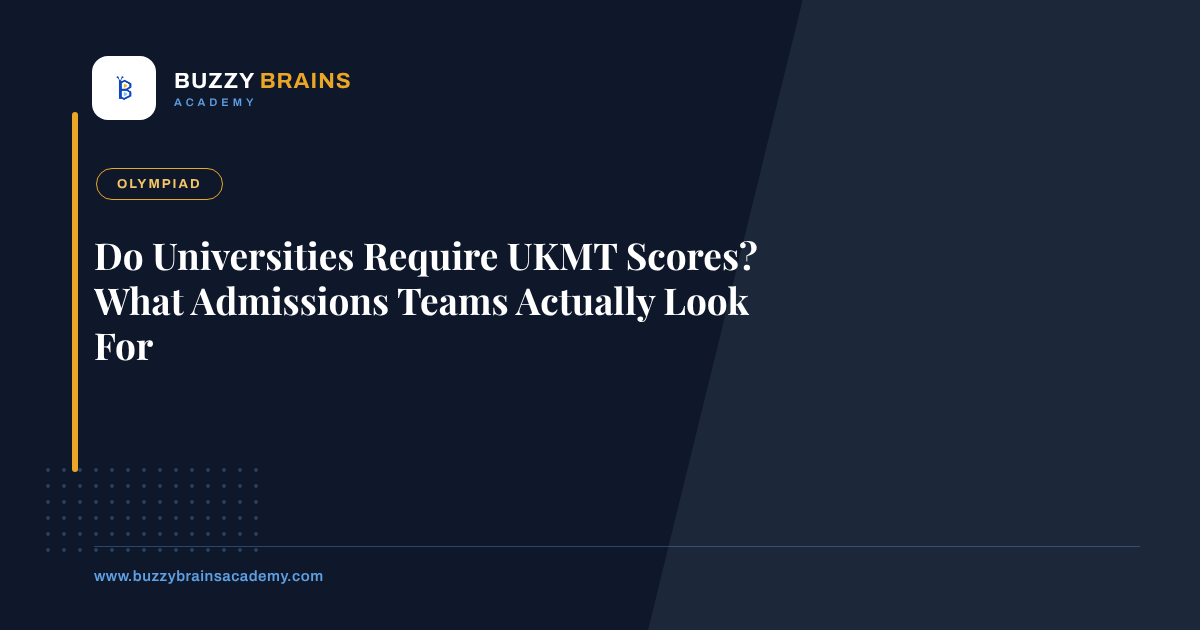 BUZZY BRAINS
ACADEMY
OLYMPIAD
Do Universities Require UKMT Scores?
What Admissions Teams Actually Look
For
www.buzzybrainsacademy.com